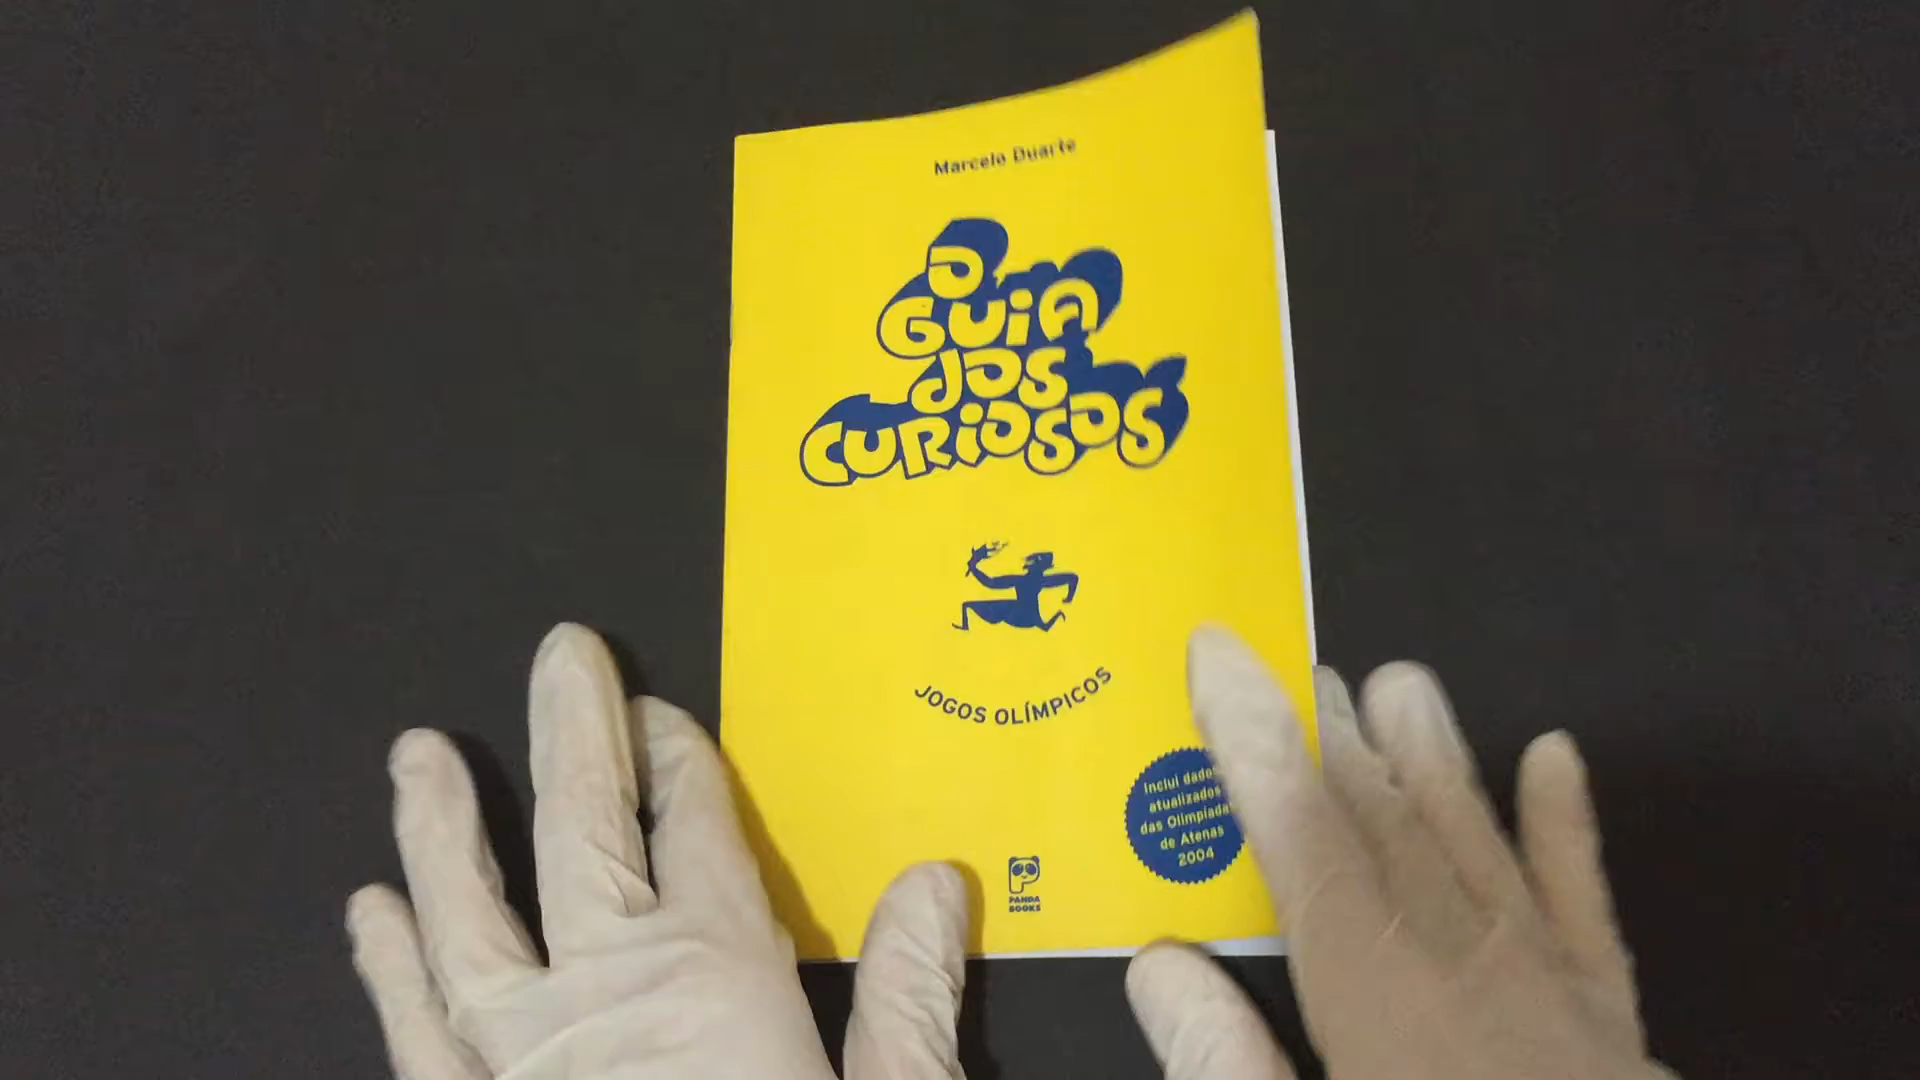 Marcelo Duarte
O
GUiA
dos
CURiOSOS
JOGOS OLÍMPICOS
Inclui dados
atualizados
das Olimpíadas
de Atenas
2004
PANDA
BOOKS